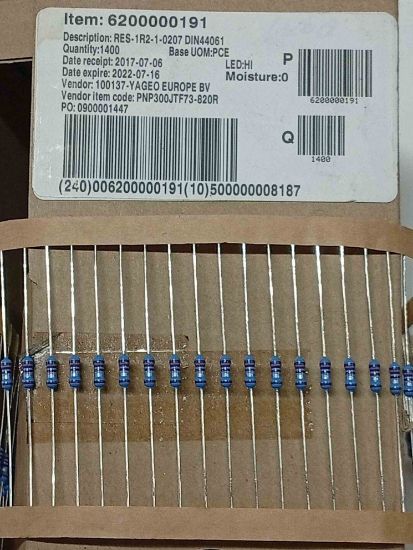 Item: 6200000191
Description: RES-1R2-1-0207 DIN44061
Quantity:1400 Base UOM:PCE
Date receipt: 2017-07-06 LED:HI
Date expire: 2022-07-16 Moisture:0
Vendor: 100137-YAGEO EUROPE BV
Vendor item code: PNP300JTF73-820R
PO: 0900001447
P
6200000191
Q
1400
(240)006200000191(10)500000008187